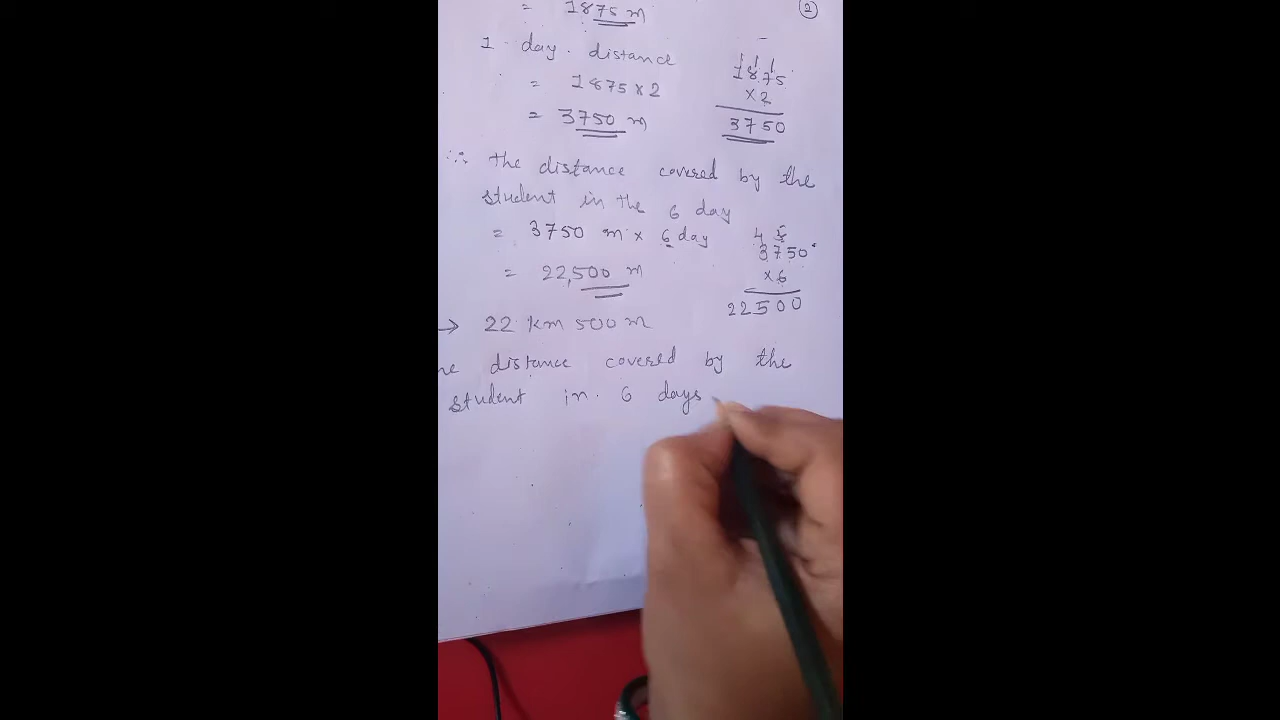 = 1875 m
2
1 day. distance
= 1875 x 2
= 3750 m
1875
x 2
3750
∴ the distance covered by the
student in the 6 day
= 3750 m x 6 day
= 22,500 m
4 3
3750
x 6
22500
→ 22 km 500 m
distance covered by the
student in. 6 days